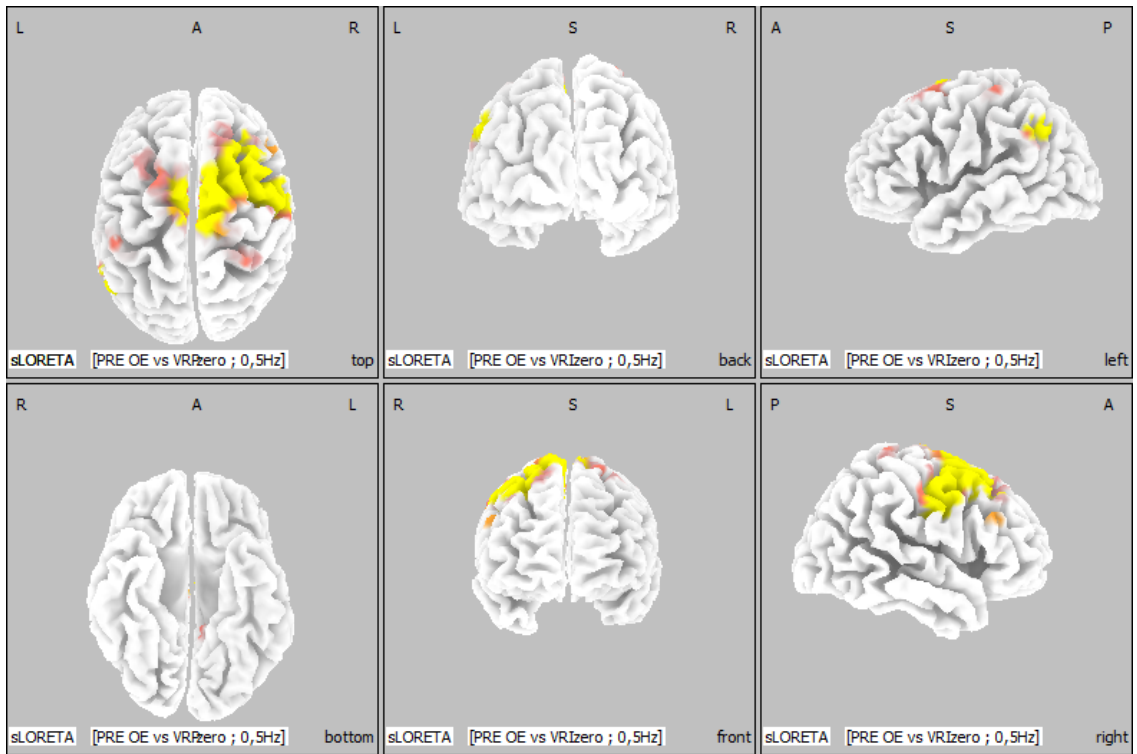 L A R
sLORETA [PRE OE vs VRPzero ; 0,5Hz] top
L S R
sLORETA [PRE OE vs VRIzero ; 0,5Hz] back
A S P
sLORETA [PRE OE vs VRIzero ; 0,5Hz] left
R A L
sLORETA [PRE OE vs VRPzero ; 0,5Hz] bottom
R S L
sLORETA [PRE OE vs VRIzero ; 0,5Hz] front
P S A
sLORETA [PRE OE vs VRIzero ; 0,5Hz] right